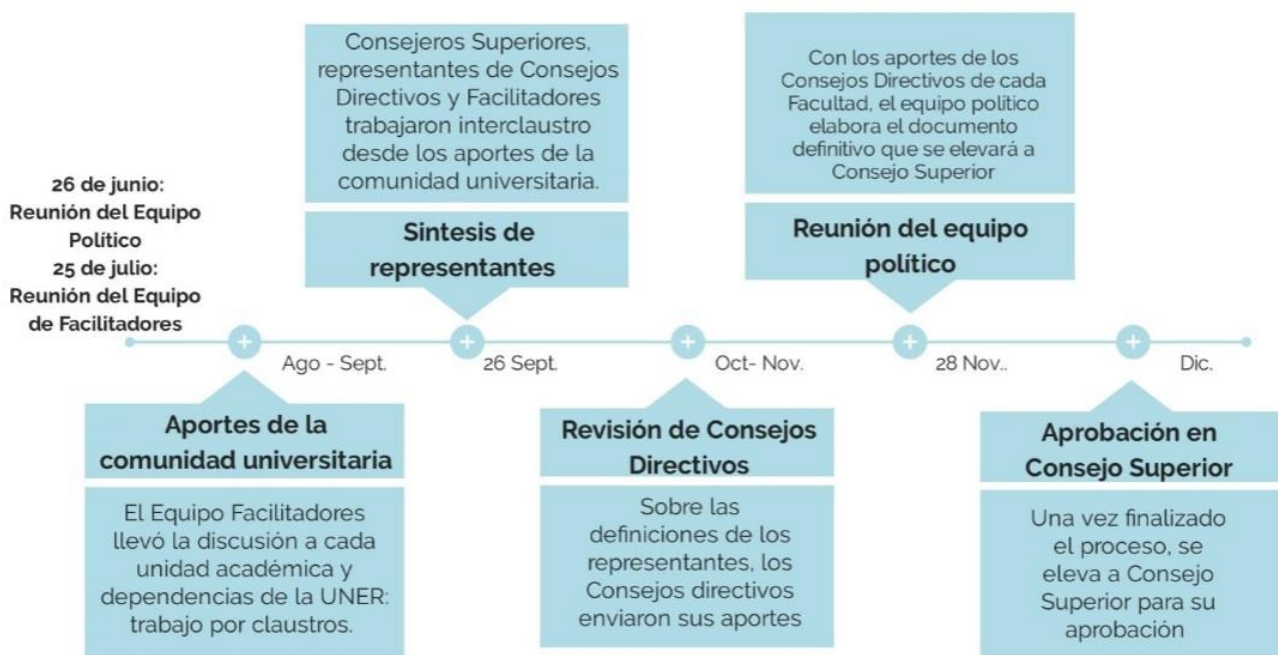 26 de junio:
Reunión del Equipo
Político
25 de julio:
Reunión del Equipo
de Facilitadores
Ago - Sept.
Aportes de la
comunidad universitaria
El Equipo Facilitadores
llevó la discusión a cada
unidad académica y
dependencias de la UNER:
trabajo por claustros.
Consejeros Superiores,
representantes de Consejos
Directivos y Facilitadores
trabajaron interclaustro
desde los aportes de la
comunidad universitaria.
Sintesis de
representantes
26 Sept.
Oct- Nov.
Revisión de Consejos
Directivos
Sobre las
definiciones de los
representantes, los
Consejos directivo
enviaron sus aportes
Con los aportes de los
Consejos Directivos de cada
Facultad, el equipo político
elabora el documento
definitivo que se elevará a
Consejo Superior
Reunión del equipo
político
28 Nov..
Dic.
Aprobación en
Consejo Superior
Una vez finalizado
el proceso, se
eleva a Consejo
Superior para su
aprobación